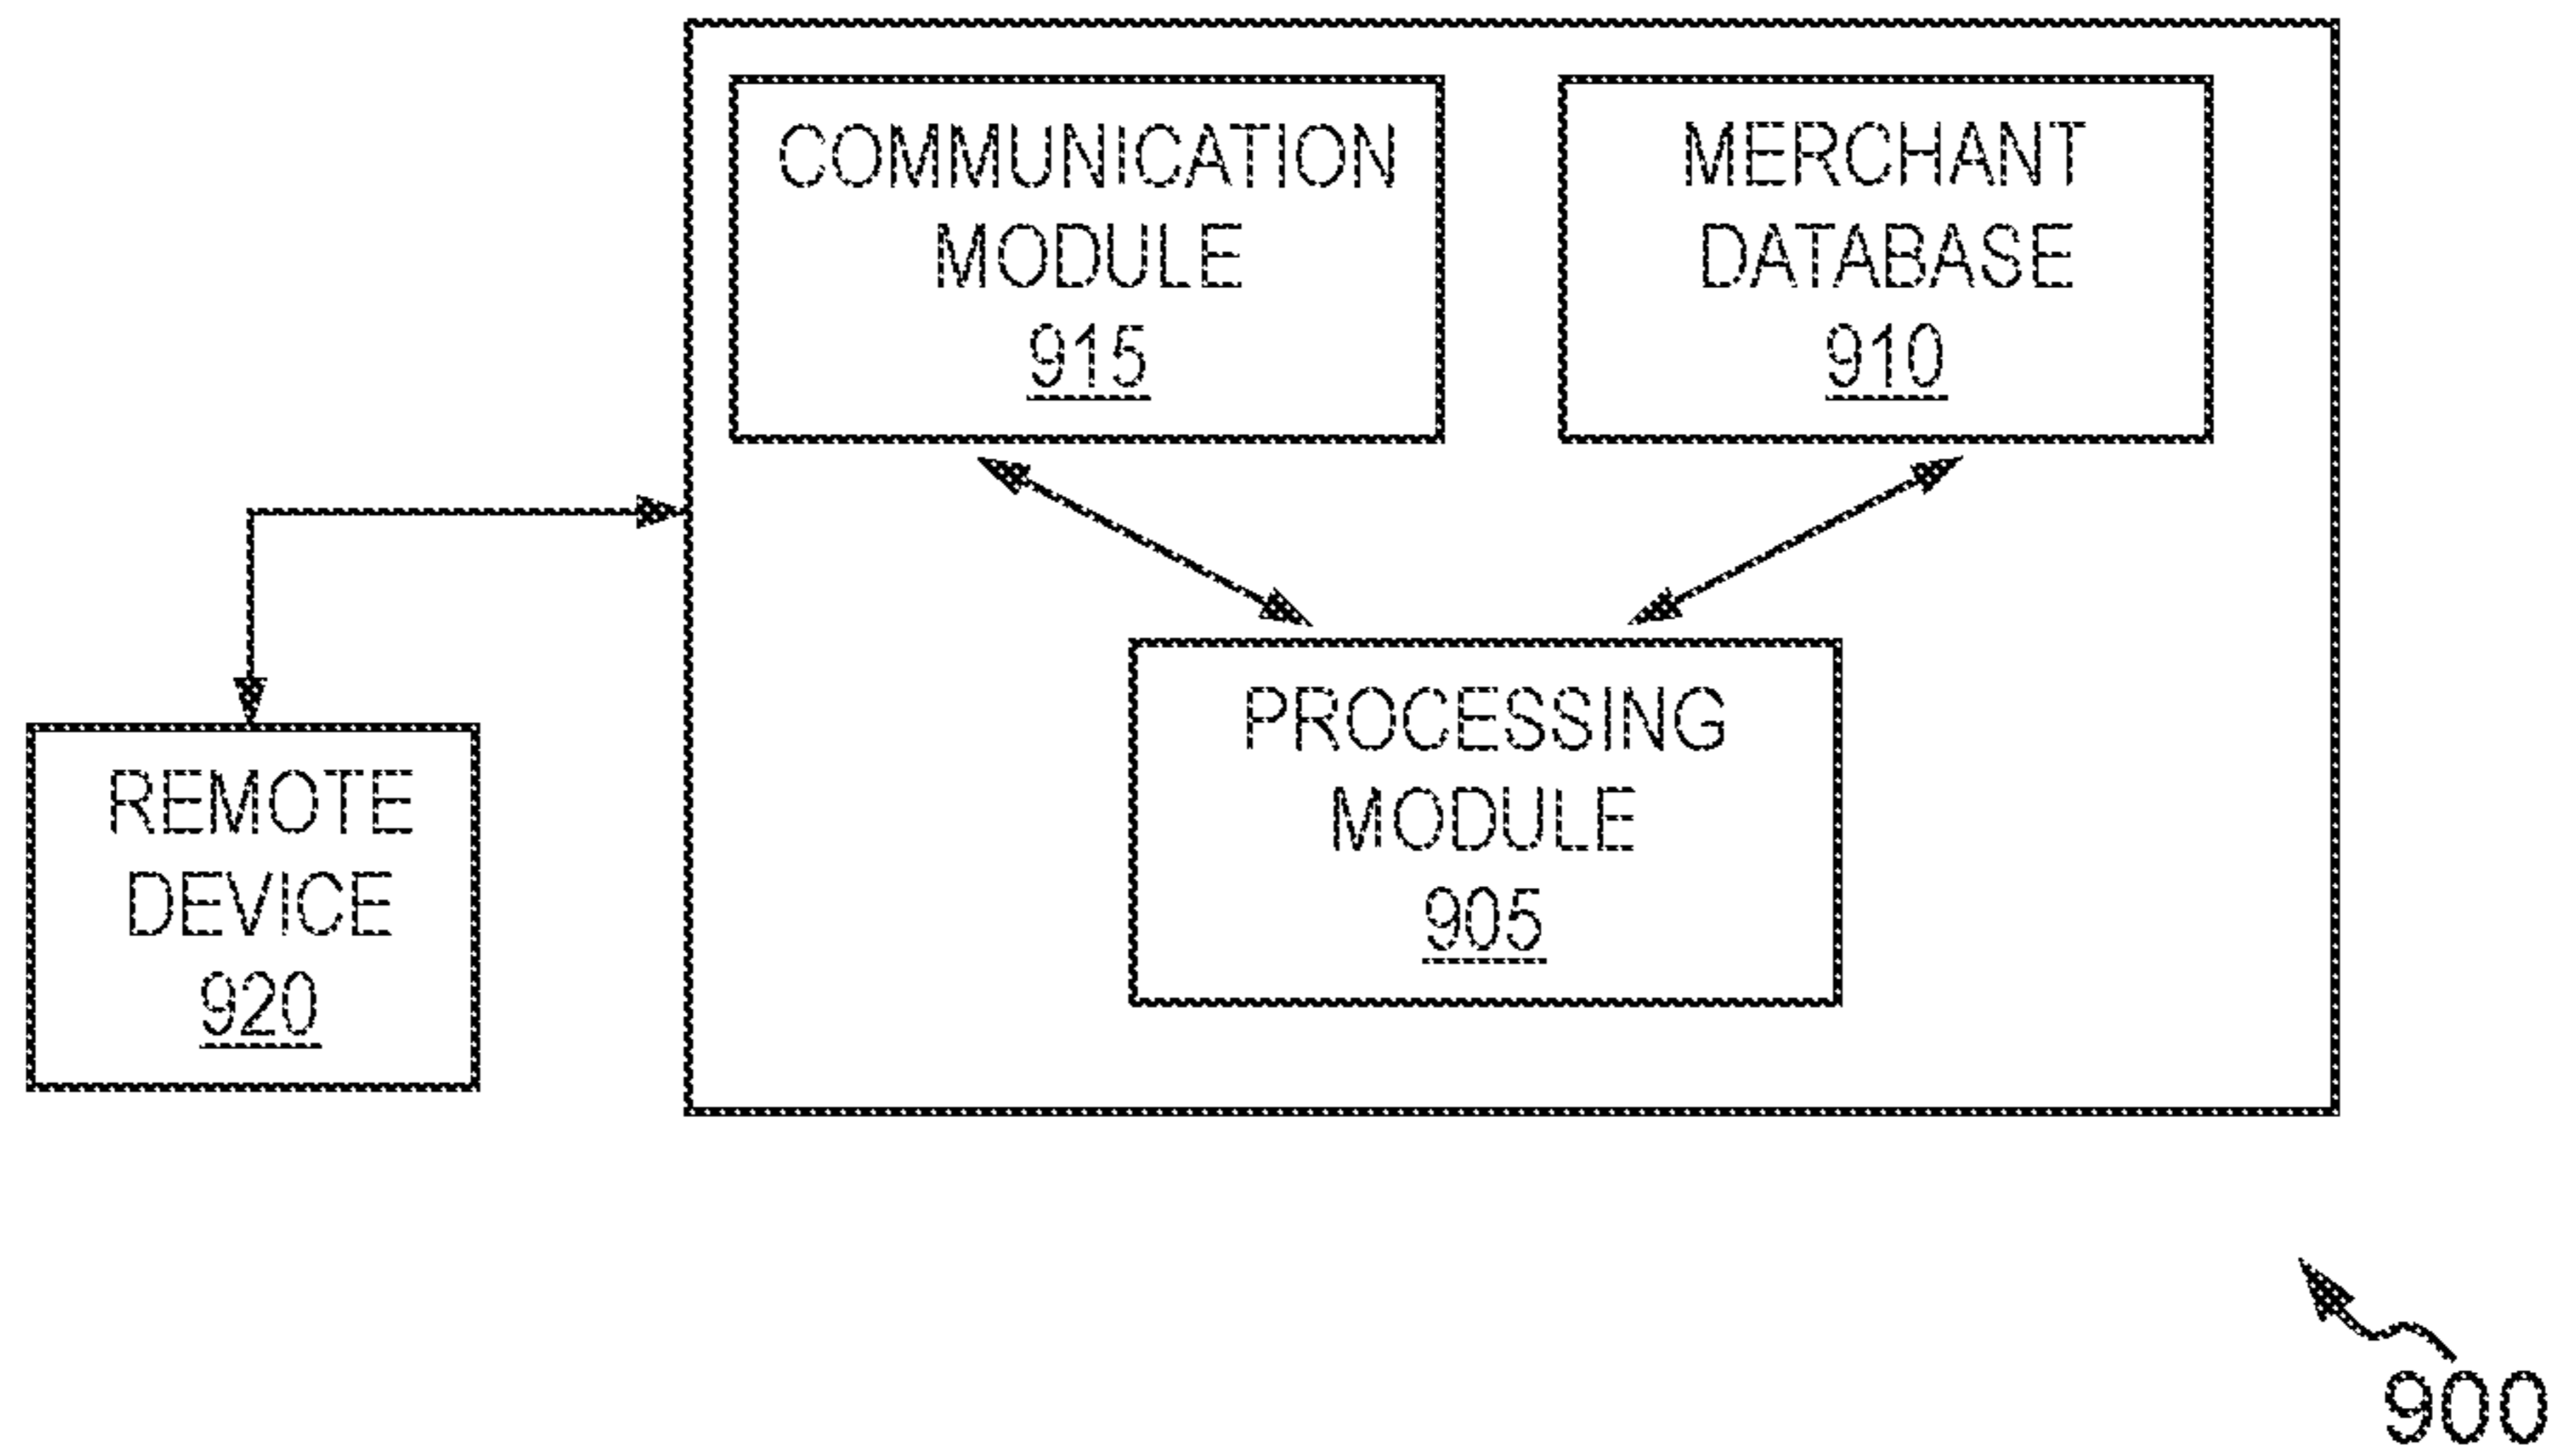 COMMUNICATION
MODULE
915
MERCHANT
DATABASE
910
PROCESSING
MODULE
905
REMOTE
DEVICE
920
900